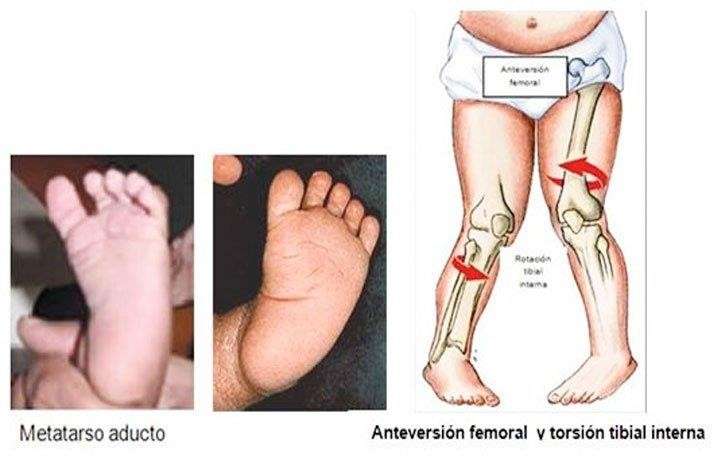 Anteversión
femoral
Rotación
tibial
interna
Metatarso aducto
Anteversión femoral y torsión tibial interna